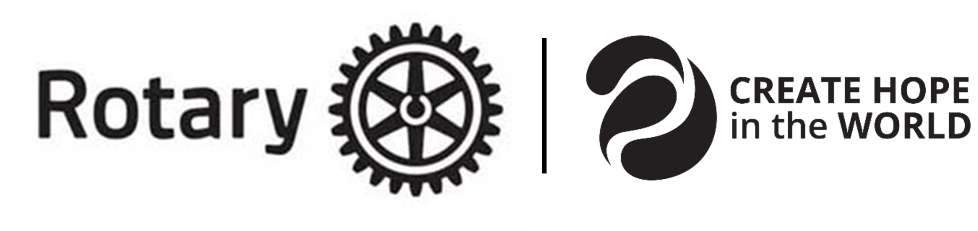 Rotary
CREATE HOPE
in the WORLD